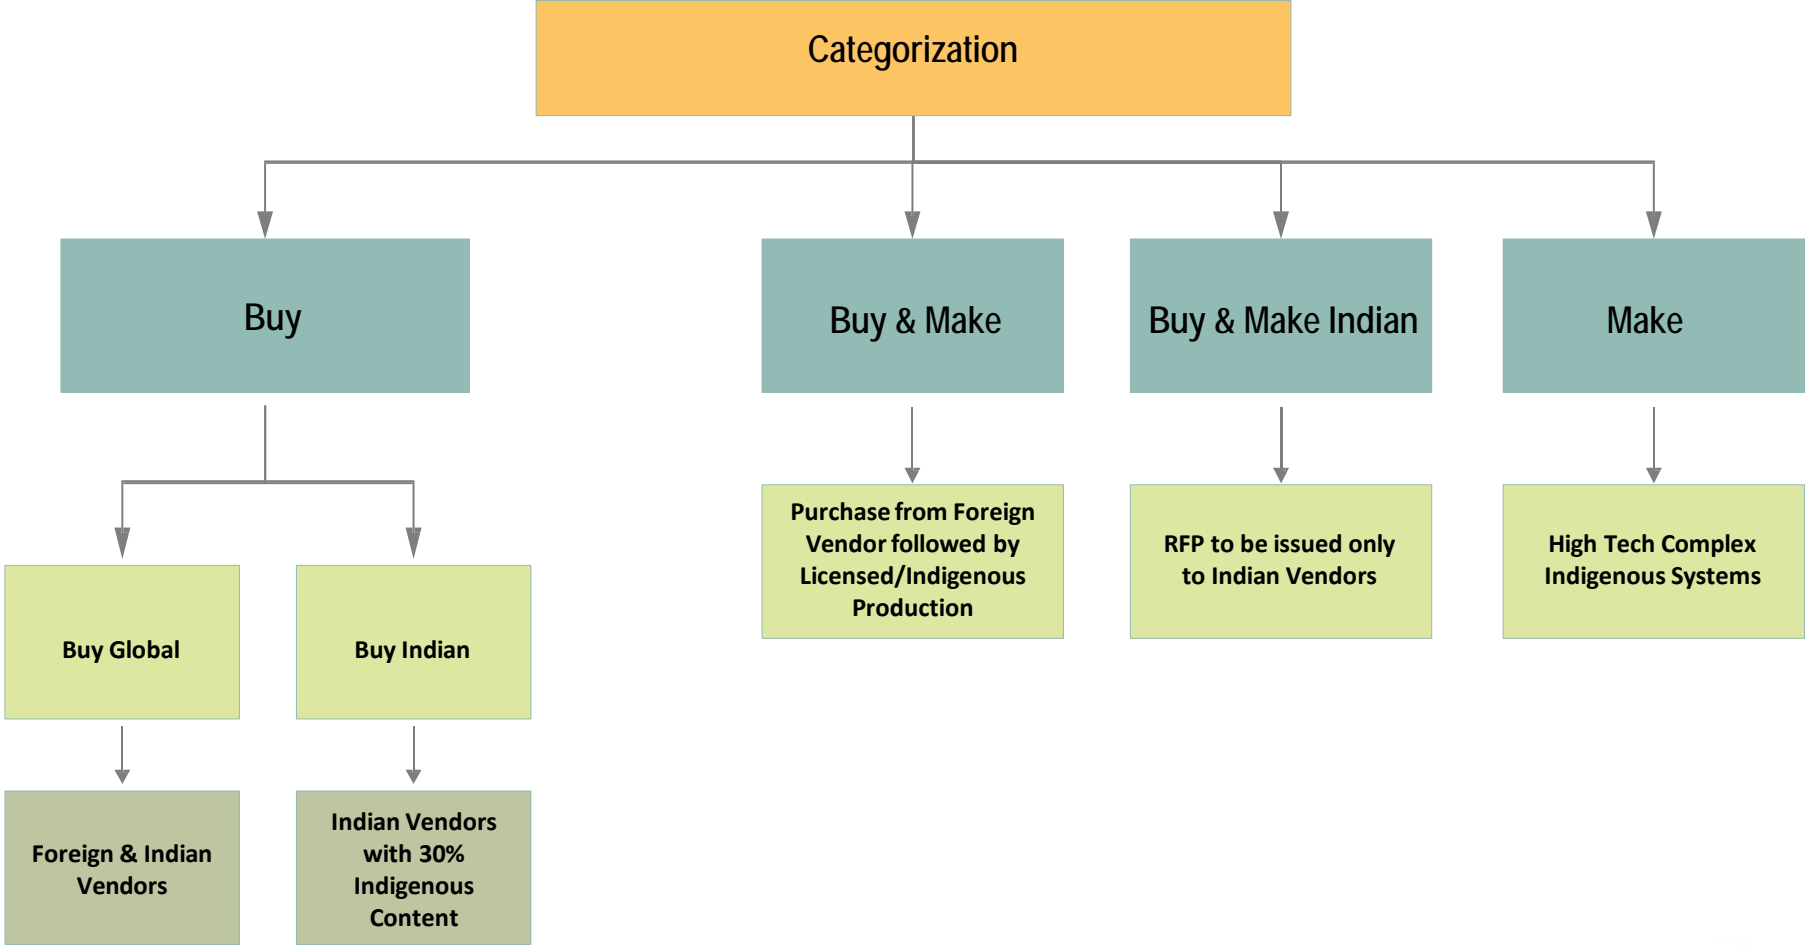 Categorization
Buy
Buy & Make
Buy & Make Indian
Make
Purchase from Foreign
Vendor followed by
Licensed/Indigenous
Production
RFP to be issued only
to Indian Vendors
High Tech Complex
Indigenous Systems
Buy Global
Buy Indian
Foreign & Indian
Vendors
Indian Vendors
with 30%
Indigenous
Content